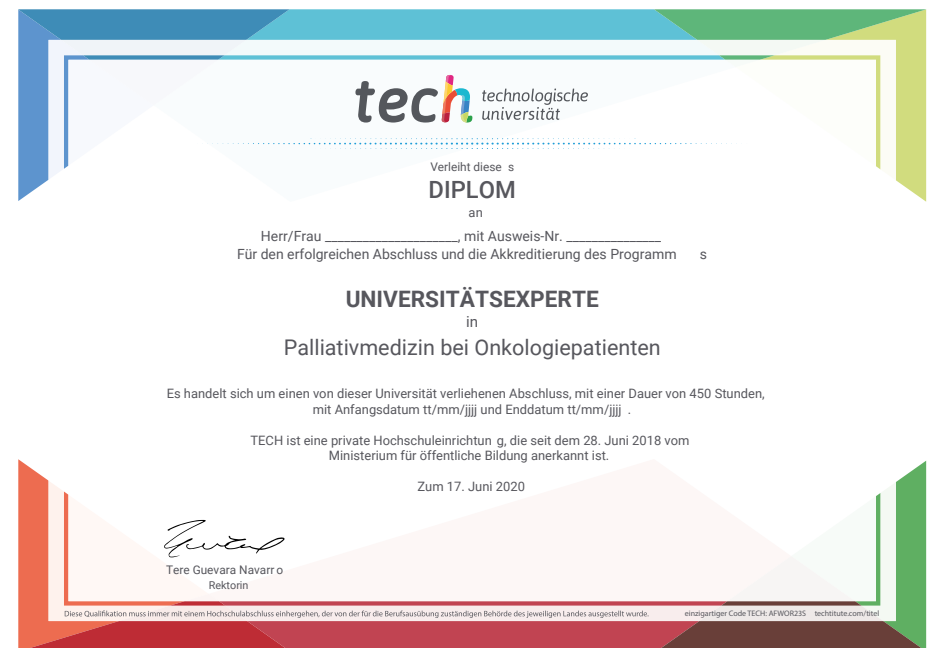 tech technologische
universität
Verleiht diese s
DIPLOM
an
Herr/Frau _____________________, mit Ausweis-Nr. _______________
Für den erfolgreichen Abschluss und die Akkreditierung des Programm s
UNIVERSITÄTSEXPERTE
in
Palliativmedizin bei Onkologiepatienten
Es handelt sich um einen von dieser Universität verliehenen Abschluss, mit einer Dauer von 450 Stunden,
mit Anfangsdatum tt/mm/jjjj und Enddatum tt/mm/jjjj .
TECH ist eine private Hochschuleinrichtun g, die seit dem 28. Juni 2018 vom
Ministerium für öffentliche Bildung anerkannt ist.
Zum 17. Juni 2020
Tere Guevara Navarr o
Rektorin
Diese Qualifikation muss immer mit einem Hochschulabschluss einhergehen, der von der für die Berufsausübung zuständigen Behörde des jeweiligen Landes ausgestellt wurde. einzigartiger Code TECH: AFWOR23S techtitute.com/titel